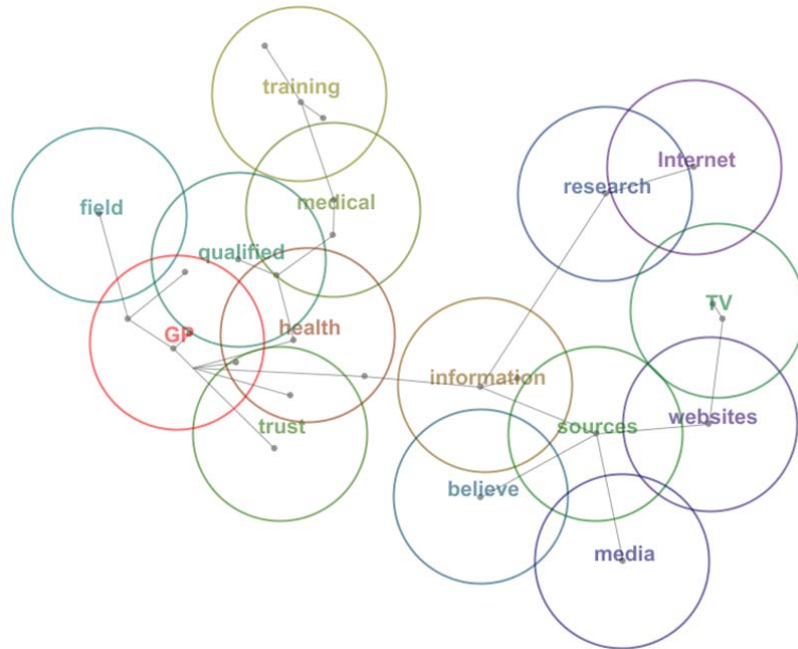 training
Internet
research
medical
field
qualified
TV
health
GP
information
websites
trust
sources
believe
media